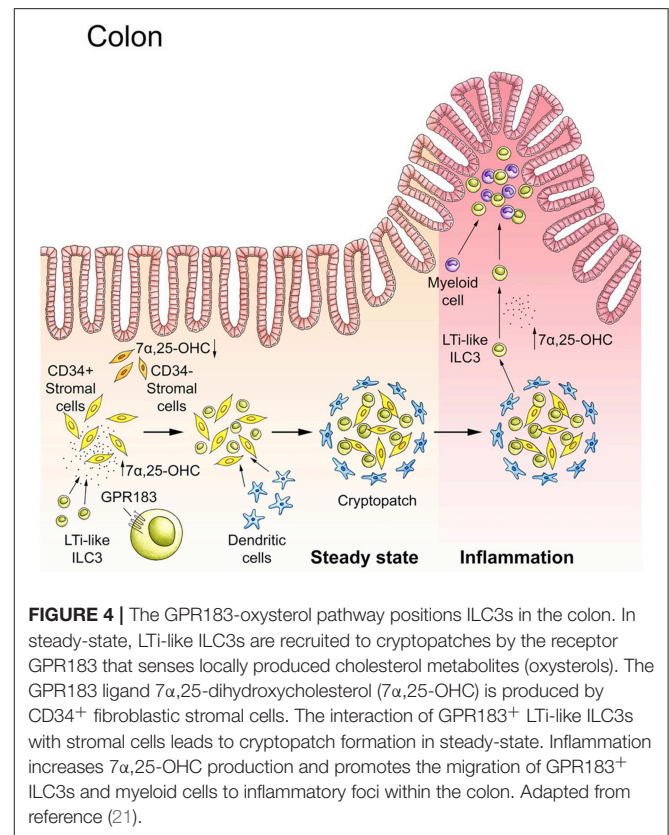 Colon
Myeloid
cell
7α,25-OHC↓
CD34+
Stromal
cells
CD34-
Stromal
cells
LTi-like
ILC3
↑7α,25-OHC
↑7α,25-OHC
GPR183
LTi-like
ILC3
Dendritic
cells
Cryptopatch
Steady state
Inflammation
FIGURE 4 | The GPR183-oxysterol pathway positions ILC3s in the colon. In
steady-state, LTi-like ILC3s are recruited to cryptopatches by the receptor
GPR183 that senses locally produced cholesterol metabolites (oxysterols). The
GPR183 ligand 7α,25-dihydroxycholesterol (7α,25-OHC) is produced by
CD34+ fibroblastic stromal cells. The interaction of GPR183+ LTi-like ILC3s
with stromal cells leads to cryptopatch formation in steady-state. Inflammation
increases 7α,25-OHC production and promotes the migration of GPR183+
ILC3s and myeloid cells to inflammatory foci within the colon. Adapted from
reference (21).